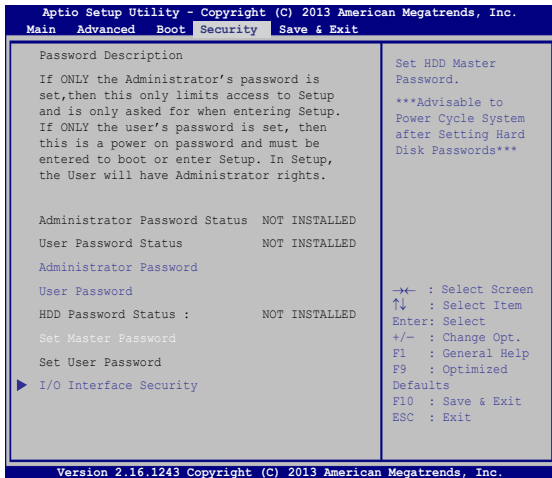 Aptio Setup Utility - Copyright (C) 2013 American Megatrends, Inc.
Main Advanced Boot Security Save & Exit
Password Description
If ONLY the Administrator's password is
set,then this only limits access to Setup
and is only asked for when entering Setup.
If ONLY the user's password is set, then
this is a power on password and must be
entered to boot or enter Setup. In Setup,
the User will have Administrator rights.
Administrator Password Status NOT INSTALLED
User Password Status NOT INSTALLED
Administrator Password
User Password
HDD Password Status : NOT INSTALLED
Set Master Password
Set User Password
I/O Interface Security
Set HDD Master
Password.
***Advisable to
Power Cycle System
after Setting Hard
Disk Passwords***
→← : Select Screen
↑↓ : Select Item
Enter: Select
+/— : Change Opt.
F1 : General Help
F9 : Optimized
Defaults
F10 : Save & Exit
ESC : Exit
Version 2.16.1243 Copyright (C) 2013 American Megatrends, Inc.